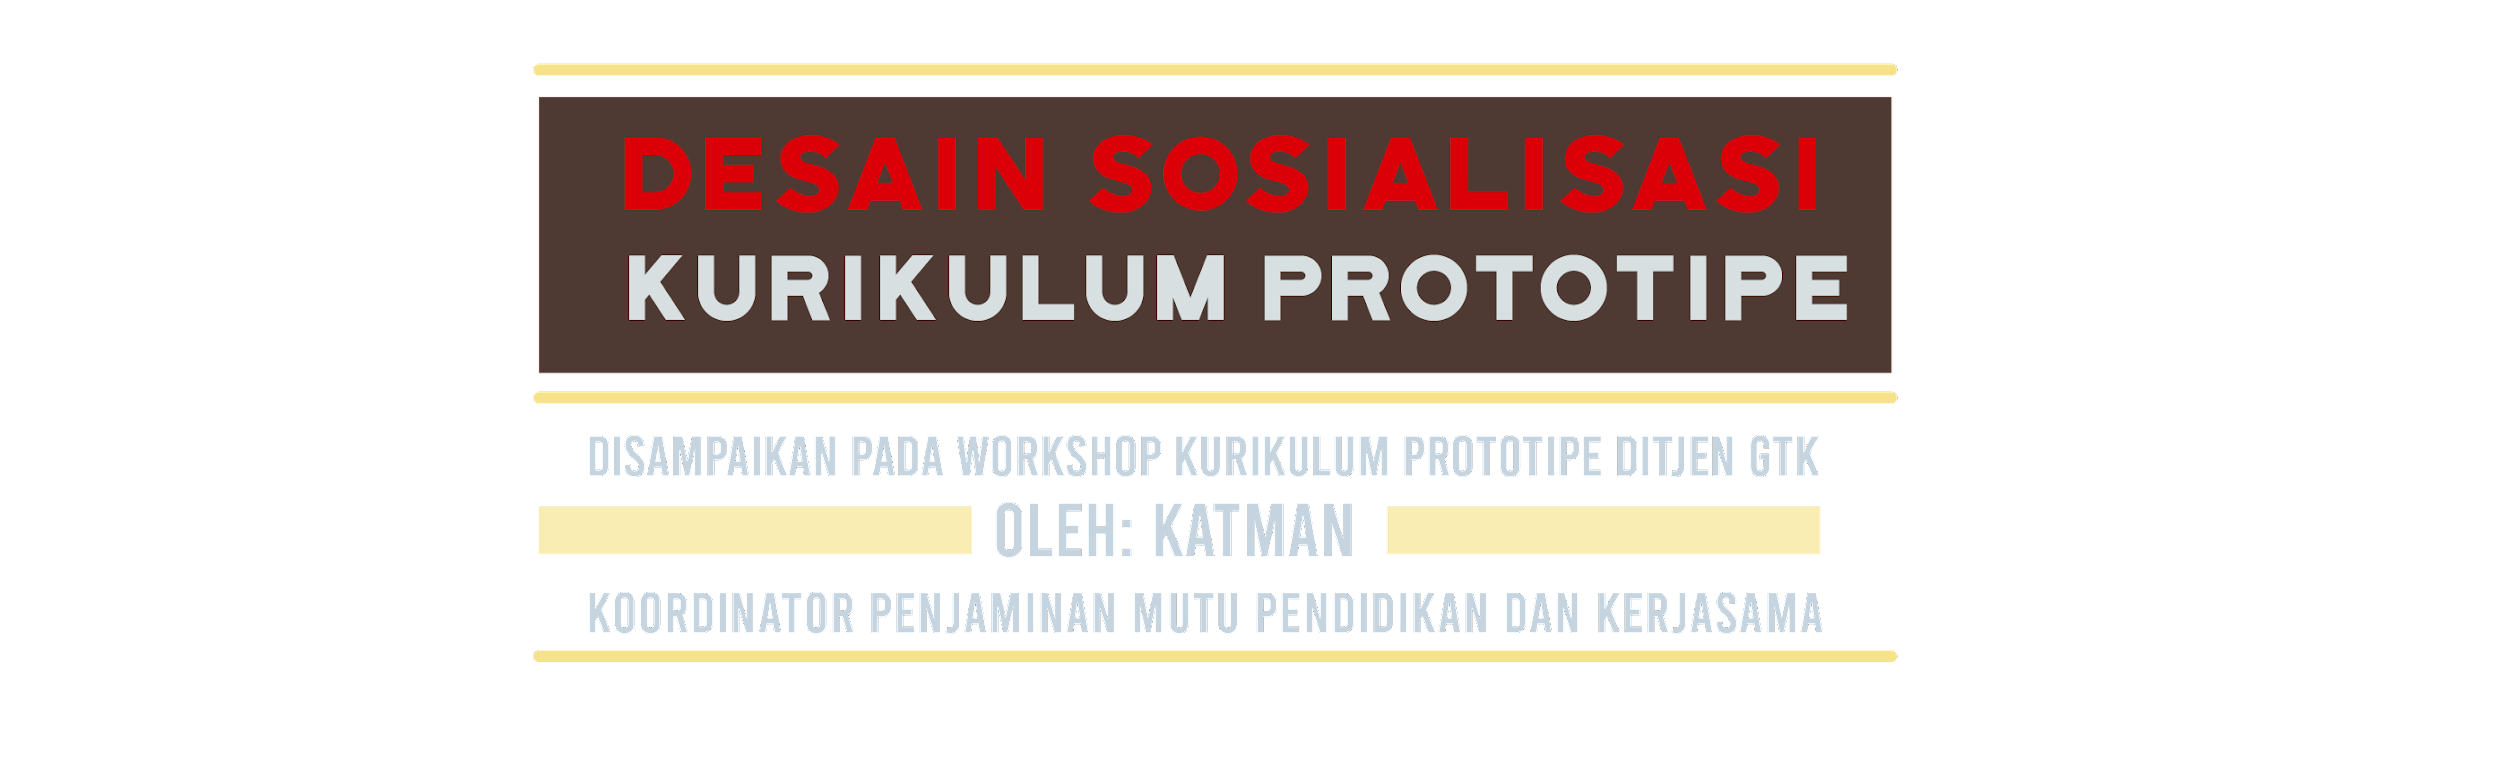 DESAIN SOSIALISASI
KURIKULUM PROTOTIPE
DISAMPAIKAN PADA WORKSHOP KURIKULUM PROTOTIPE DITJEN GTK
OLEH: KATMAN
KOORDINATOR PENJAMINAN MUTU PENDIDIKAN DAN KERJASAMA